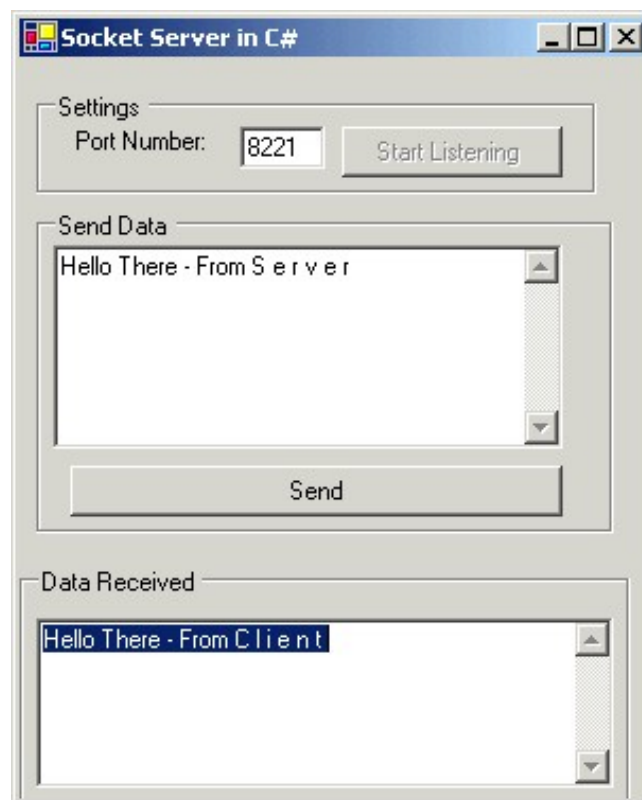 Socket Server in C#
Settings
Port Number: 8221 Start Listening
Send Data
Hello There - From S e r v e r
Send
Data Received
Hello There - From C l i e n t